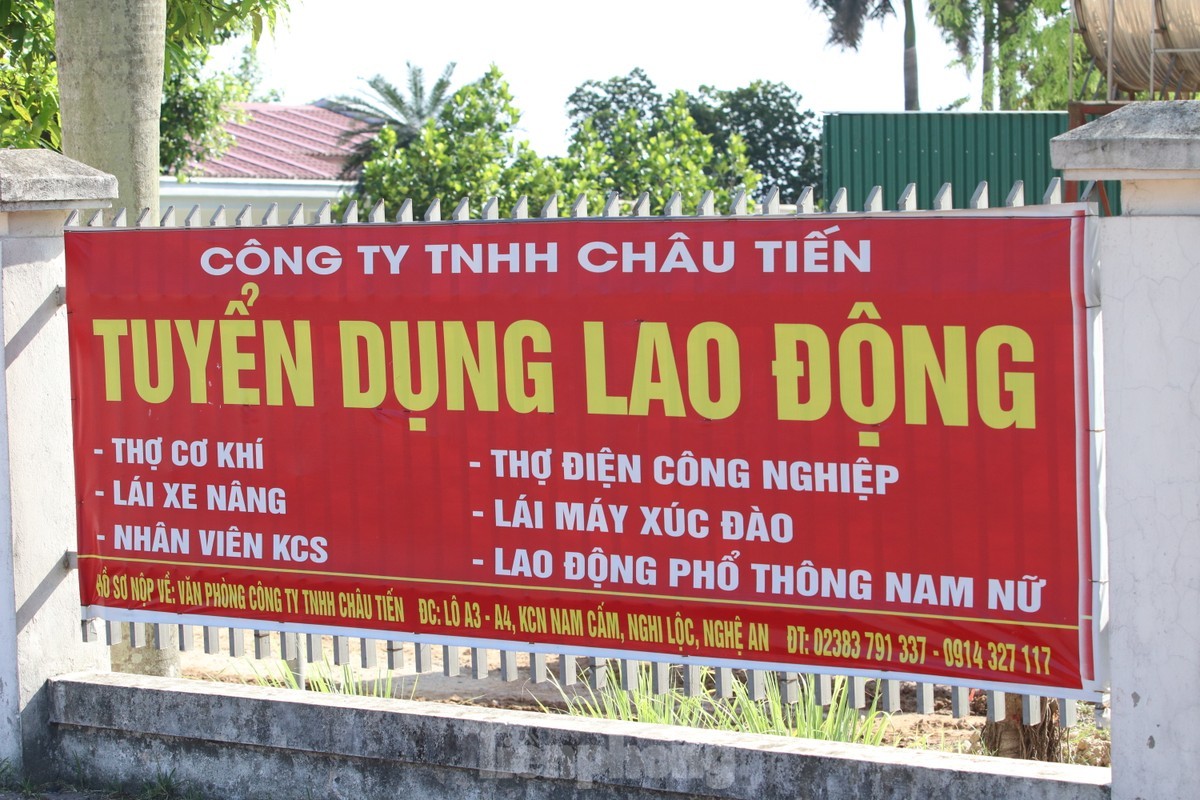 CÔNG TY TNHH CHÂU TIẾN
TUYỂN DỤNG LAO ĐỘNG
- THỢ CƠ KHÍ
- LÁI XE NÂNG
- NHÂN VIÊN KCS
- THỢ ĐIỆN CÔNG NGHIỆP
- LÁI MÁY XÚC ĐÀO
- LAO ĐỘNG PHỔ THÔNG NAM NỮ
HỒ SƠ NỘP VỀ: VĂN PHÒNG CÔNG TY TNHH CHÂU TIẾN ĐC: LÔ A3 - A4, KCN NAM CẤM, NGHI LỘC, NGHỆ AN ĐT: 02383 791 337 - 0914 327 117
Tienphong